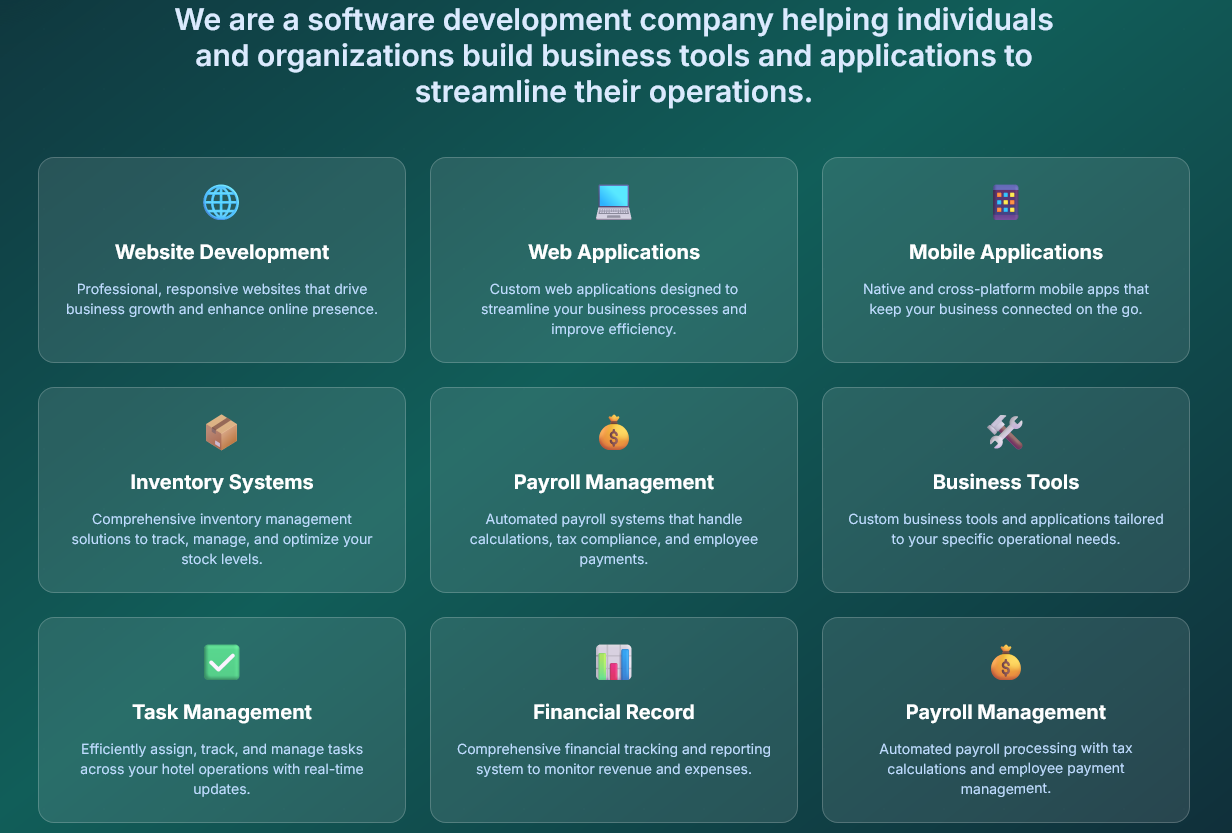 We are a software development company helping individuals
and organizations build business tools and applications to
streamline their operations.
Website Development
Professional, responsive websites that drive
business growth and enhance online presence.
Web Applications
Custom web applications designed to
streamline your business processes and
improve efficiency.
Mobile Applications
Native and cross-platform mobile apps that
keep your business connected on the go.
Inventory Systems
Comprehensive inventory management
solutions to track, manage, and optimize your
stock levels.
Payroll Management
Automated payroll systems that handle
calculations, tax compliance, and employee
payments.
Business Tools
Custom business tools and applications tailored
to your specific operational needs.
Task Management
Efficiently assign, track, and manage tasks
across your hotel operations with real-time
updates.
Financial Record
Comprehensive financial tracking and reporting
system to monitor revenue and expenses.
Payroll Management
Automated payroll processing with tax
calculations and employee payment
management.